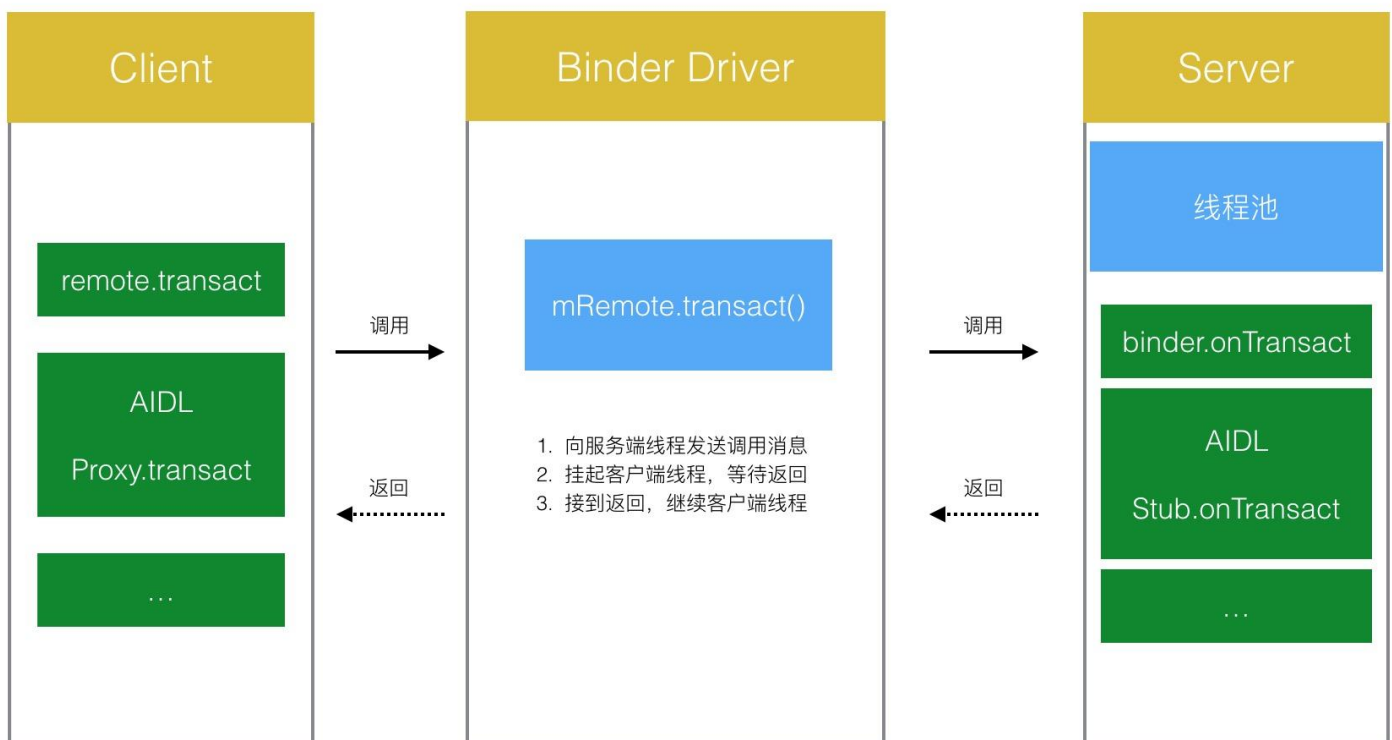 Client
remote.transact
AIDL
Proxy.transact
...
调用
返回
Binder Driver
mRemote.transact()
1. 向服务端线程发送调用消息
2. 挂起客户端线程，等待返回
3. 接到返回，继续客户端线程
调用
返回
Server
线程池
binder.onTransact
AIDL
Stub.onTransact
...